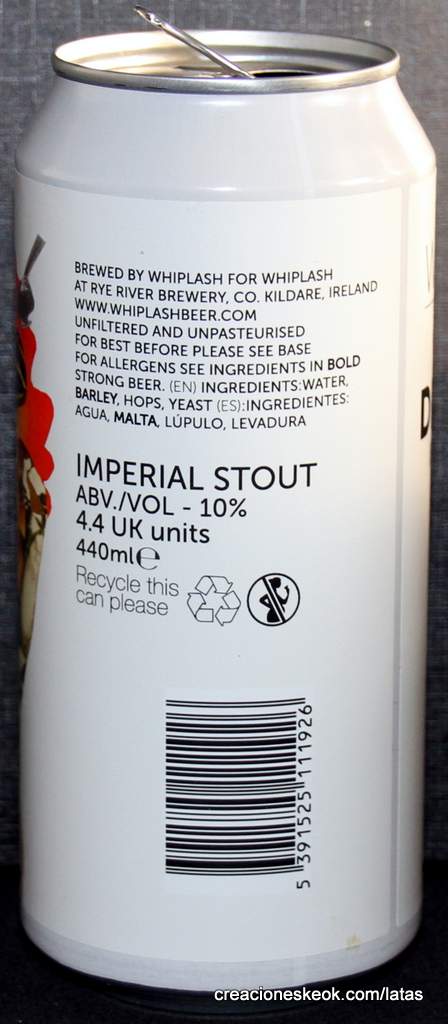 BREWED BY WHIPLASH FOR WHIPLASH
AT RYE RIVER BREWERY, CO. KILDARE, IRELAND
WWW.WHIPLASHBEER.COM
UNFILTERED AND UNPASTEURISED
FOR BEST BEFORE PLEASE SEE BASE
FOR ALLERGENS SEE INGREDIENTS IN BOLD
STRONG BEER. (EN) INGREDIENTS:WATER,
BARLEY, HOPS, YEAST (ES):INGREDIENTES:
AGUA, MALTA, LÚPULO, LEVADURA
IMPERIAL STOUT
ABV./VOL - 10%
4.4 UK units
440ml℮
Recycle this
can please
5 391525 111926
creacioneskeok.com/latas